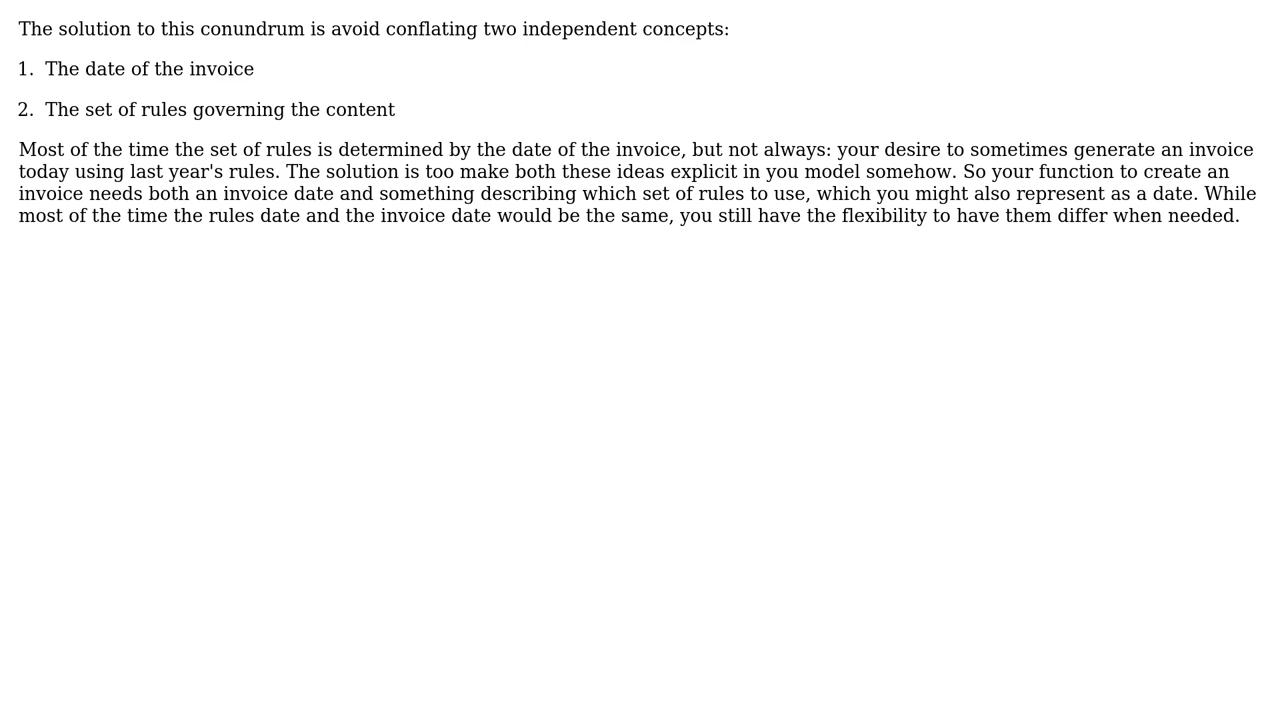 The solution to this conundrum is avoid conflating two independent concepts:
1. The date of the invoice
2. The set of rules governing the content
Most of the time the set of rules is determined by the date of the invoice, but not always: your desire to sometimes generate an invoice
today using last year's rules. The solution is too make both these ideas explicit in you model somehow. So your function to create an
invoice needs both an invoice date and something describing which set of rules to use, which you might also represent as a date. While
most of the time the rules date and the invoice date would be the same, you still have the flexibility to have them differ when needed.